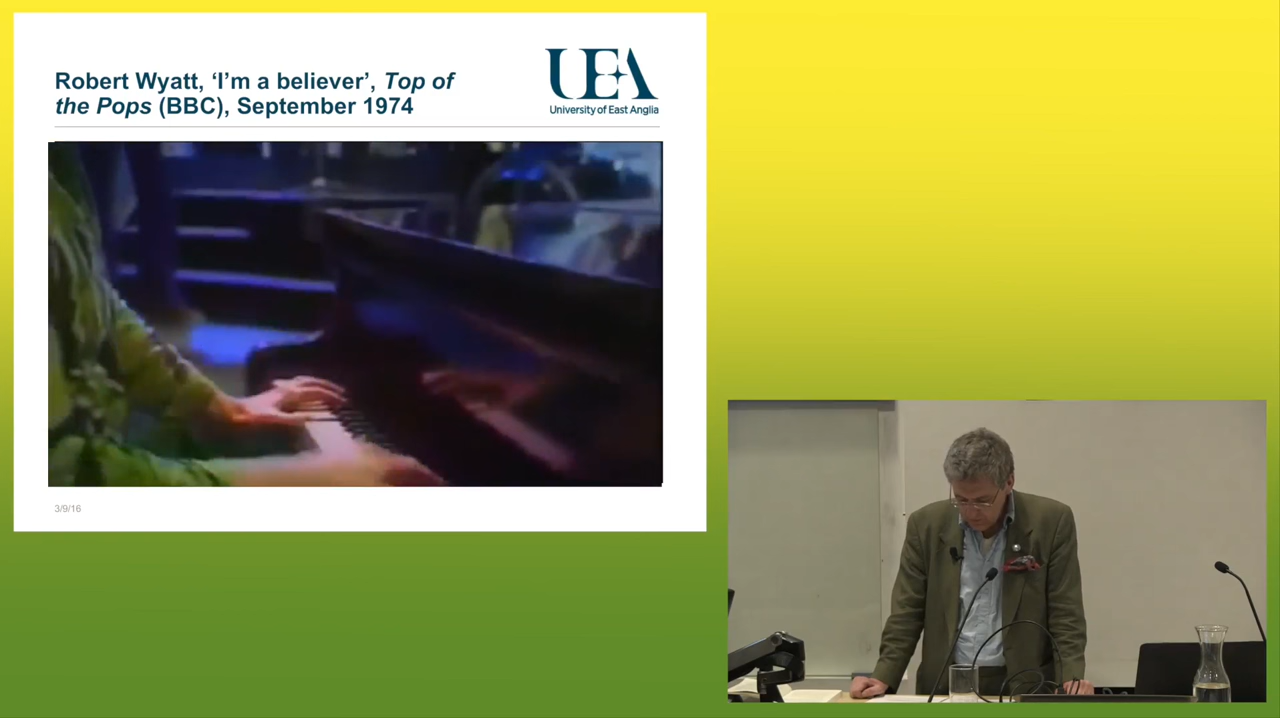 Robert Wyatt, ‘I’m a believer’, Top of
the Pops (BBC), September 1974
UEA
University of East Anglia
3/9/16